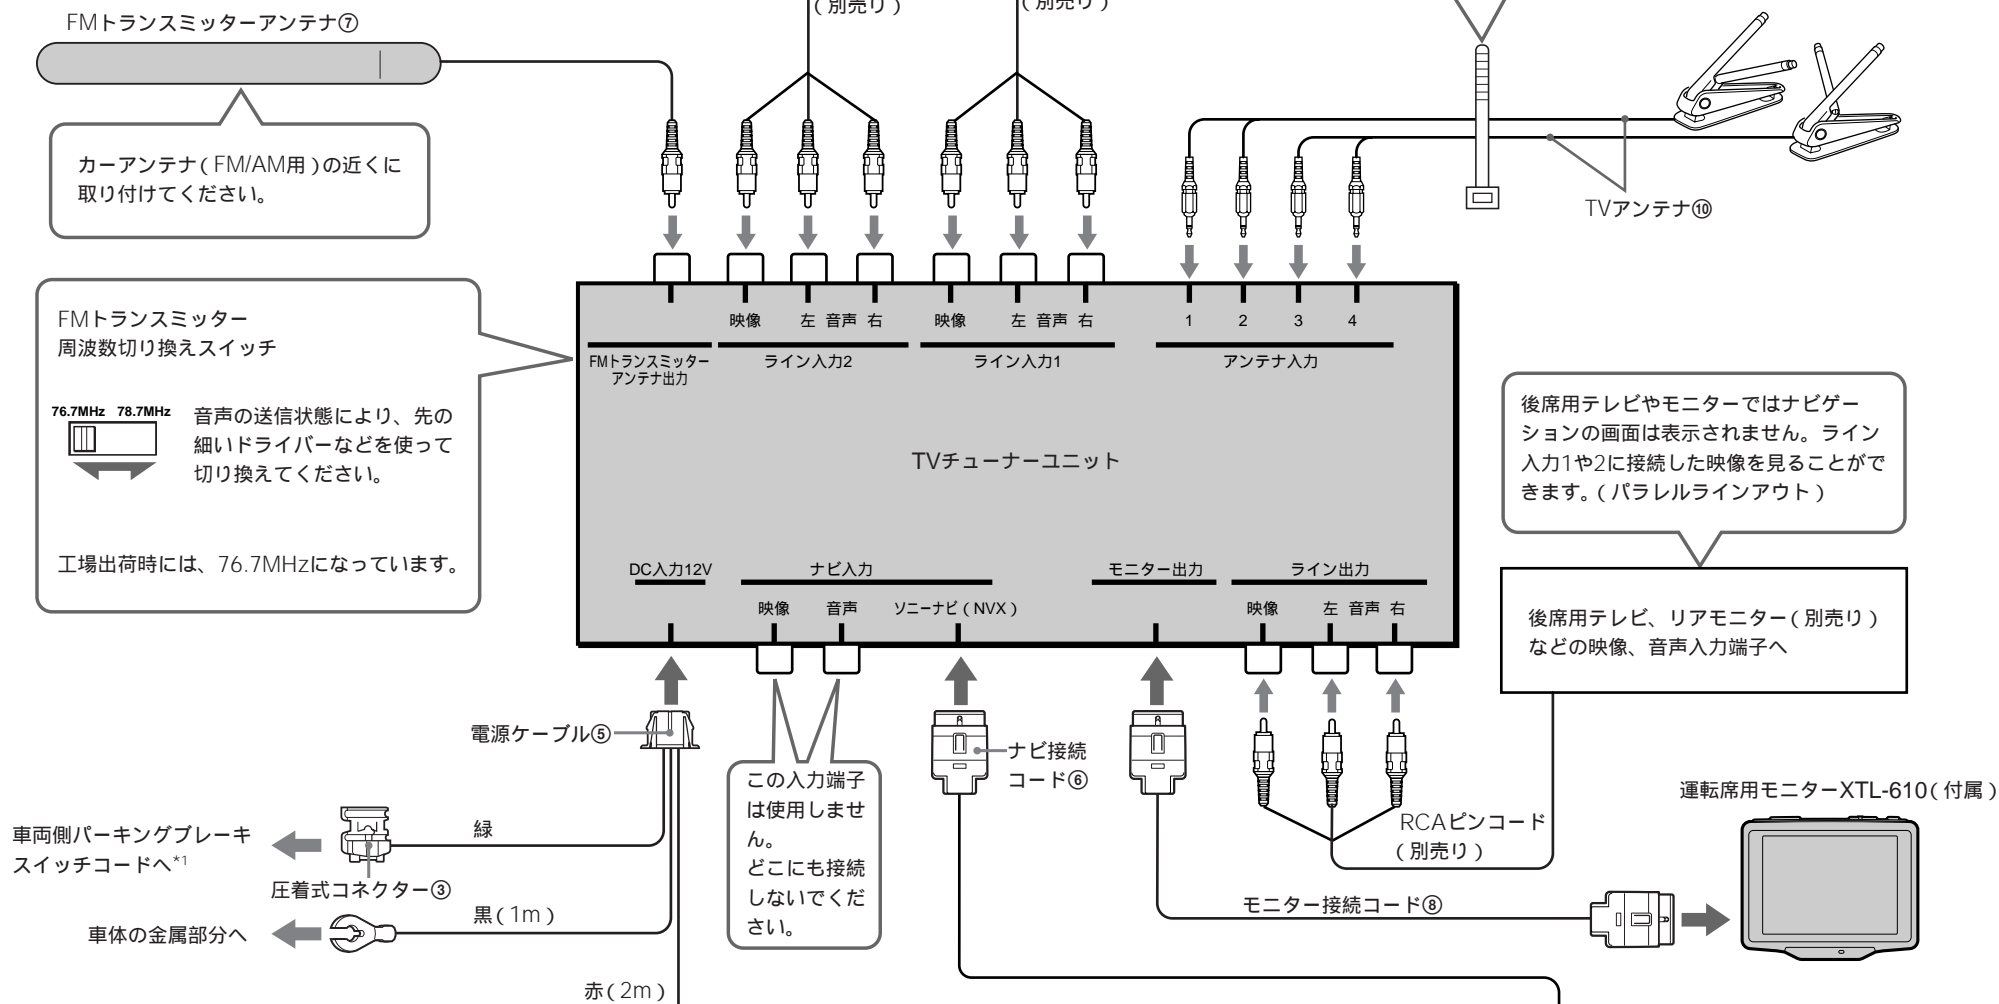 (別売り)
(別売り)
FMトランスミッターアンテナ⑦
カーアンテナ(FM/AM用)の近くに
取り付けてください。
TVアンテナ⑩
FMトランスミッター
周波数切り換えスイッチ
76.7MHz 78.7MHz
音声の送信状態により、先の
細いドライバーなどを使って
切り換えてください。
工場出荷時には、76.7MHzになっています。
映像 左 音声 右
映像 左 音声 右
1 2 3 4
FMトランスミッター
アンテナ出力
ライン入力2
ライン入力1
アンテナ入力
TVチューナーユニット
後席用テレビやモニターではナビゲー
ションの画面は表示されません。ライン
入力1や2に接続した映像を見ることがで
きます。(パラレルラインアウト)
DC入力12V
ナビ入力
モニター出力
ライン出力
映像 音声 ソニーナビ(NVX)
映像 左 音声 右
後席用テレビ、リアモニター(別売り)
などの映像、音声入力端子へ
電源ケーブル⑤
この入力端子
は使用しませ
ん。
どこにも接続
しないでくだ
さい。
ナビ接続
コード⑥
RCAピンコード
(別売り)
運転席用モニターXTL-610(付属)
車両側パーキングブレーキ
スイッチコードへ*1
緑
圧着式コネクター③
黒(1m)
車体の金属部分へ
モニター接続コード⑧
赤(2m)